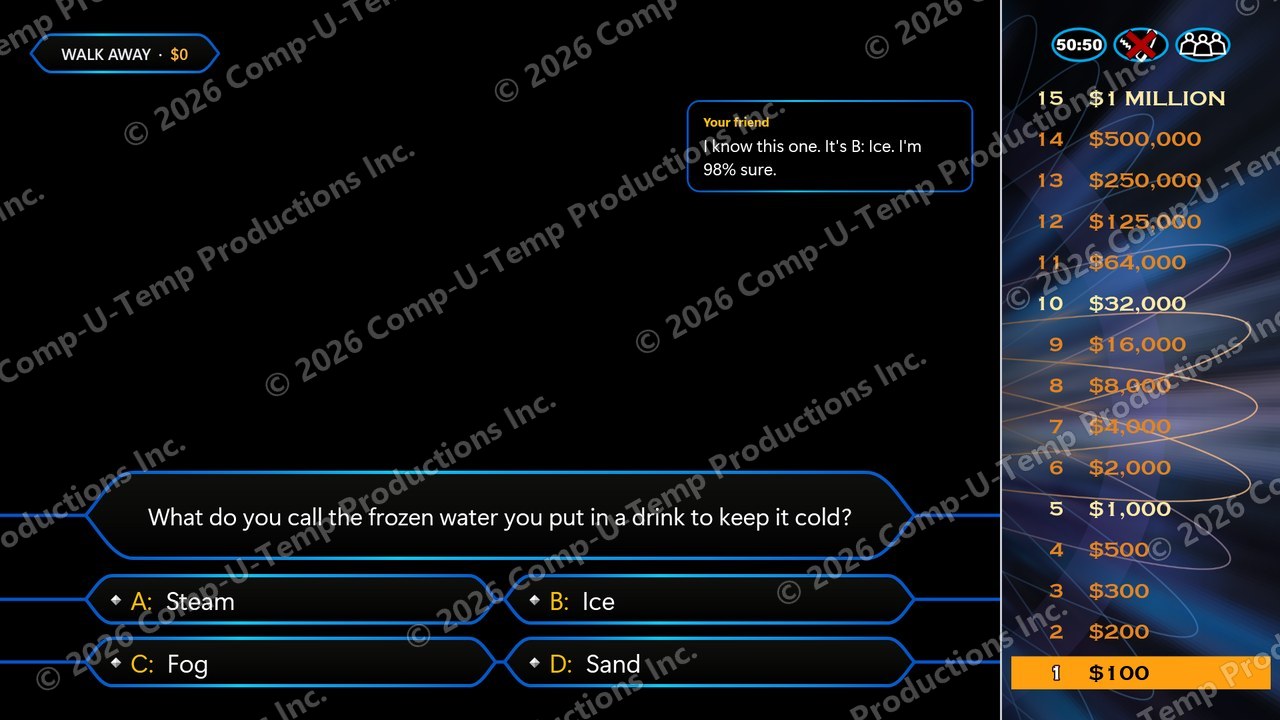 WALK AWAY · $0
50:50
Your friend
I know this one. It's B: Ice. I'm
98% sure.
15 $1 MILLION
14 $500,000
13 $250,000
12 $125,000
11 $64,000
10 $32,000
9 $16,000
8 $8,000
7 $4,000
6 $2,000
5 $1,000
4 $500
3 $300
2 $200
1 $100
What do you call the frozen water you put in a drink to keep it cold?
A: Steam
B: Ice
C: Fog
D: Sand
© 2026 Comp-U-Temp Productions Inc.